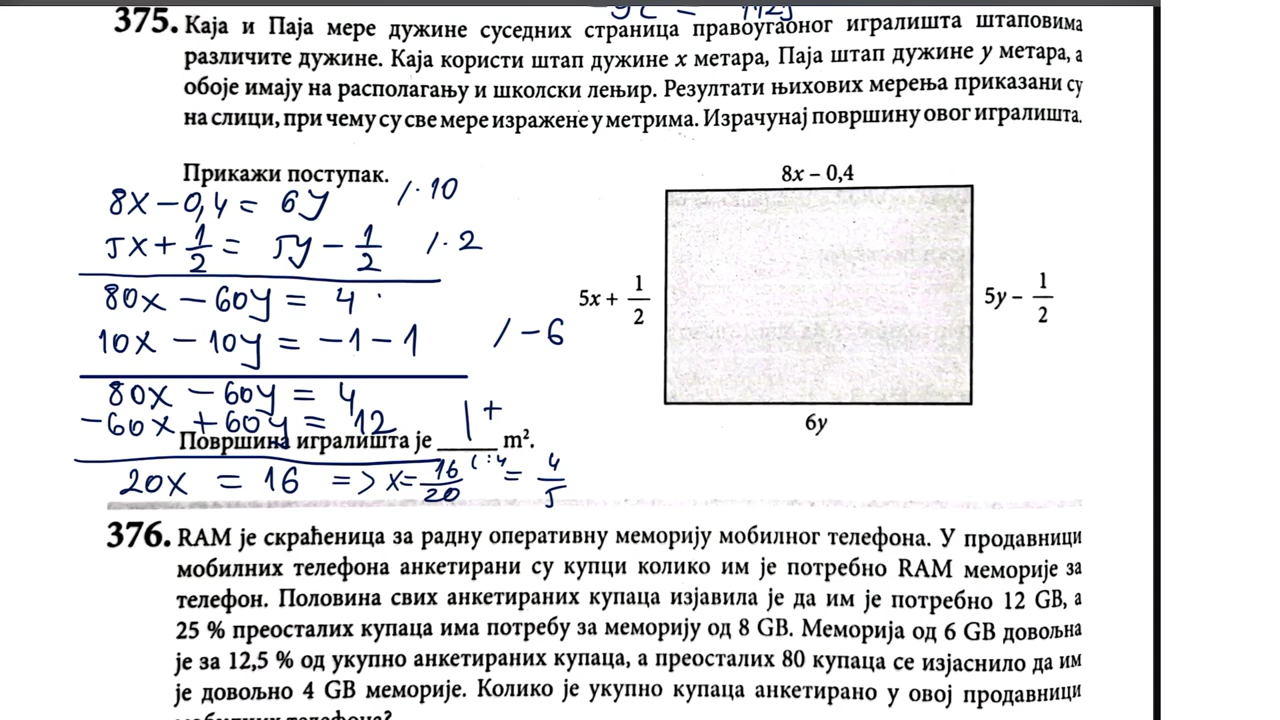 375. Каја и Паја мере дужине суседних страница правоугаоног игралишта штаповима
различите дужине. Каја користи штап дужине x метара, Паја штап дужине y метара, а
обоје имају на располагању и школски лењир. Резултати њихових мерења приказани су
на слици, при чему су све мере изражене у метрима. Израчунај површину овог игралишта.
Прикажи поступак.
8x − 0,4 = 6y /·10
5x + 1/2 = 5y − 1/2 /·2
80x − 60y = 4
10x − 10y = −1 − 1 /−6
80x − 60y = 4
−60x + 60y = 12 |+
20x = 16 => x = 16/20 (:4 = 4/5
8x – 0,4
5x + 1/2
5y – 1/2
6y
Површина игралишта је ______ m².
376. RAM је скраћеница за радну оперативну меморију мобилног телефона. У продавници
мобилних телефона анкетирани су купци колико им је потребно RAM меморије за
телефон. Половина свих анкетираних купаца изјавила је да им је потребно 12 GB, а
25 % преосталих купаца има потребу за меморију од 8 GB. Меморија од 6 GB довољна
је за 12,5 % од укупно анкетираних купаца, а преосталих 80 купаца се изјаснило да им
је довољно 4 GB меморије. Колико је укупно купаца анкетирано у овој продавници
мобилних телефона?